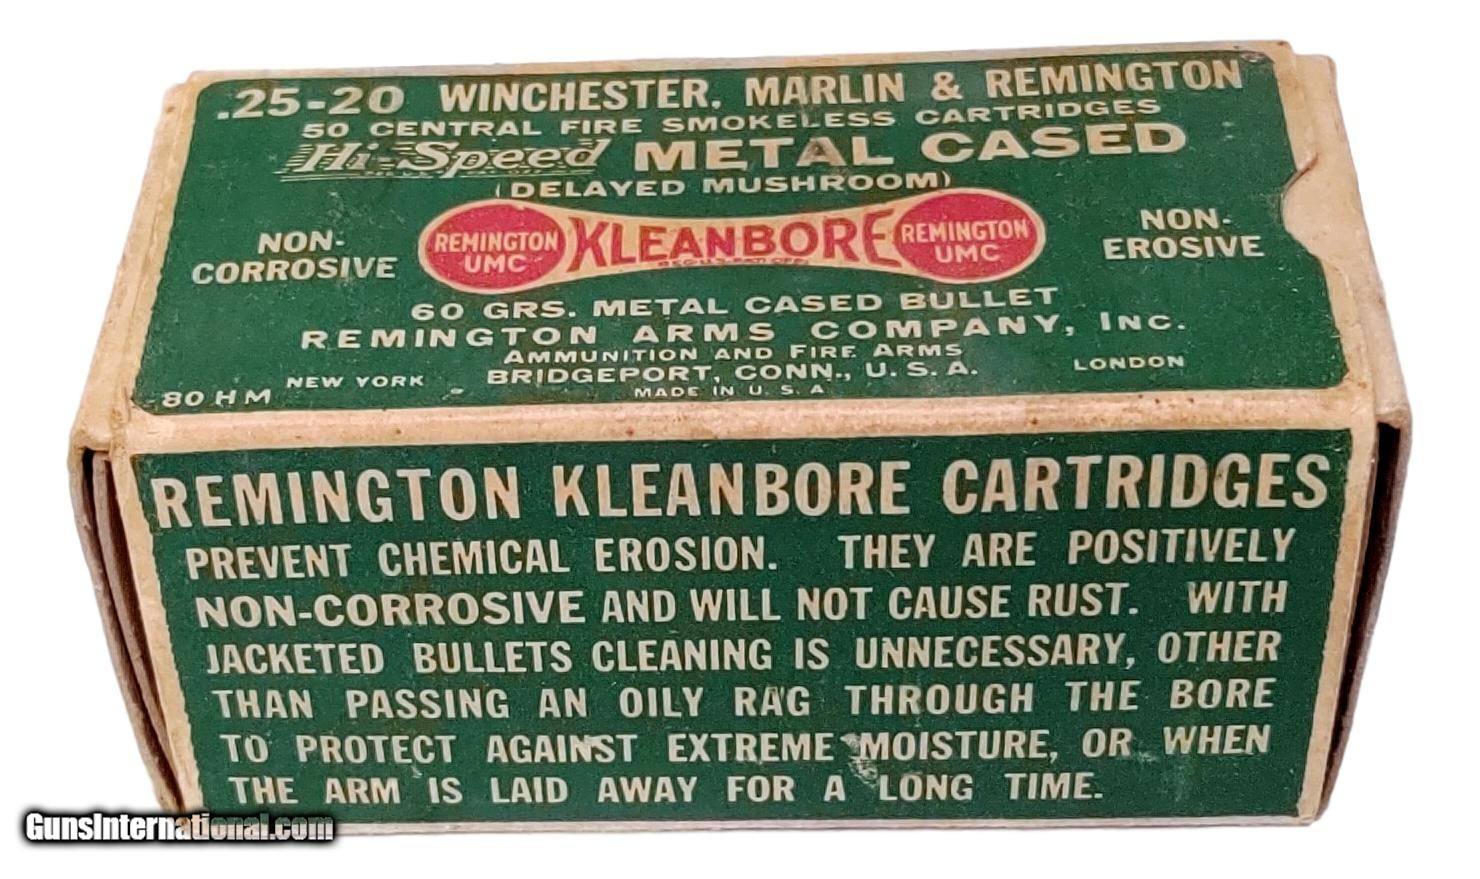 .25-20 WINCHESTER, MARLIN & REMINGTON
50 CENTRAL FIRE SMOKELESS CARTRIDGES
Hi-Speed METAL CASED
(DELAYED MUSHROOM)
NON-
CORROSIVE
REMINGTON
UMC
KLEANBORE
REG. U.S. PAT. OFF.
REMINGTON
UMC
NON-
EROSIVE
60 GRS. METAL CASED BULLET
REMINGTON ARMS COMPANY, INC.
AMMUNITION AND FIRE ARMS
NEW YORK BRIDGEPORT, CONN., U. S. A. LONDON
80 H M MADE IN U. S. A
REMINGTON KLEANBORE CARTRIDGES
PREVENT CHEMICAL EROSION. THEY ARE POSITIVELY
NON-CORROSIVE AND WILL NOT CAUSE RUST. WITH
JACKETED BULLETS CLEANING IS UNNECESSARY, OTHER
THAN PASSING AN OILY RAG THROUGH THE BORE
TO PROTECT AGAINST EXTREME MOISTURE, OR WHEN
THE ARM IS LAID AWAY FOR A LONG TIME.
GunsInternational.com